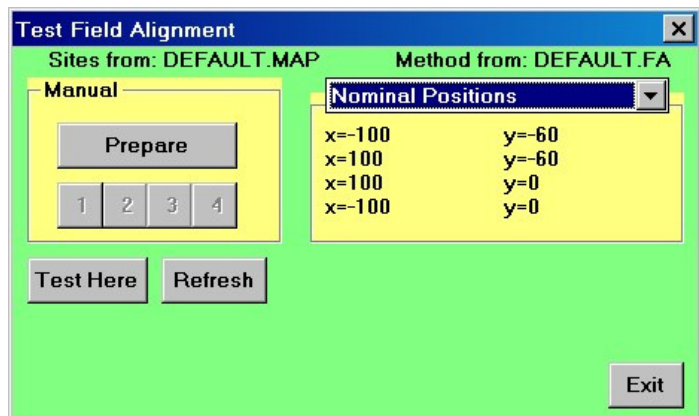 Test Field Alignment
Sites from: DEFAULT.MAP Method from: DEFAULT.FA
Manual
Prepare
1 2 3 4
Nominal Positions
x=-100 y=-60
x=100 y=-60
x=100 y=0
x=-100 y=0
Test Here Refresh
Exit